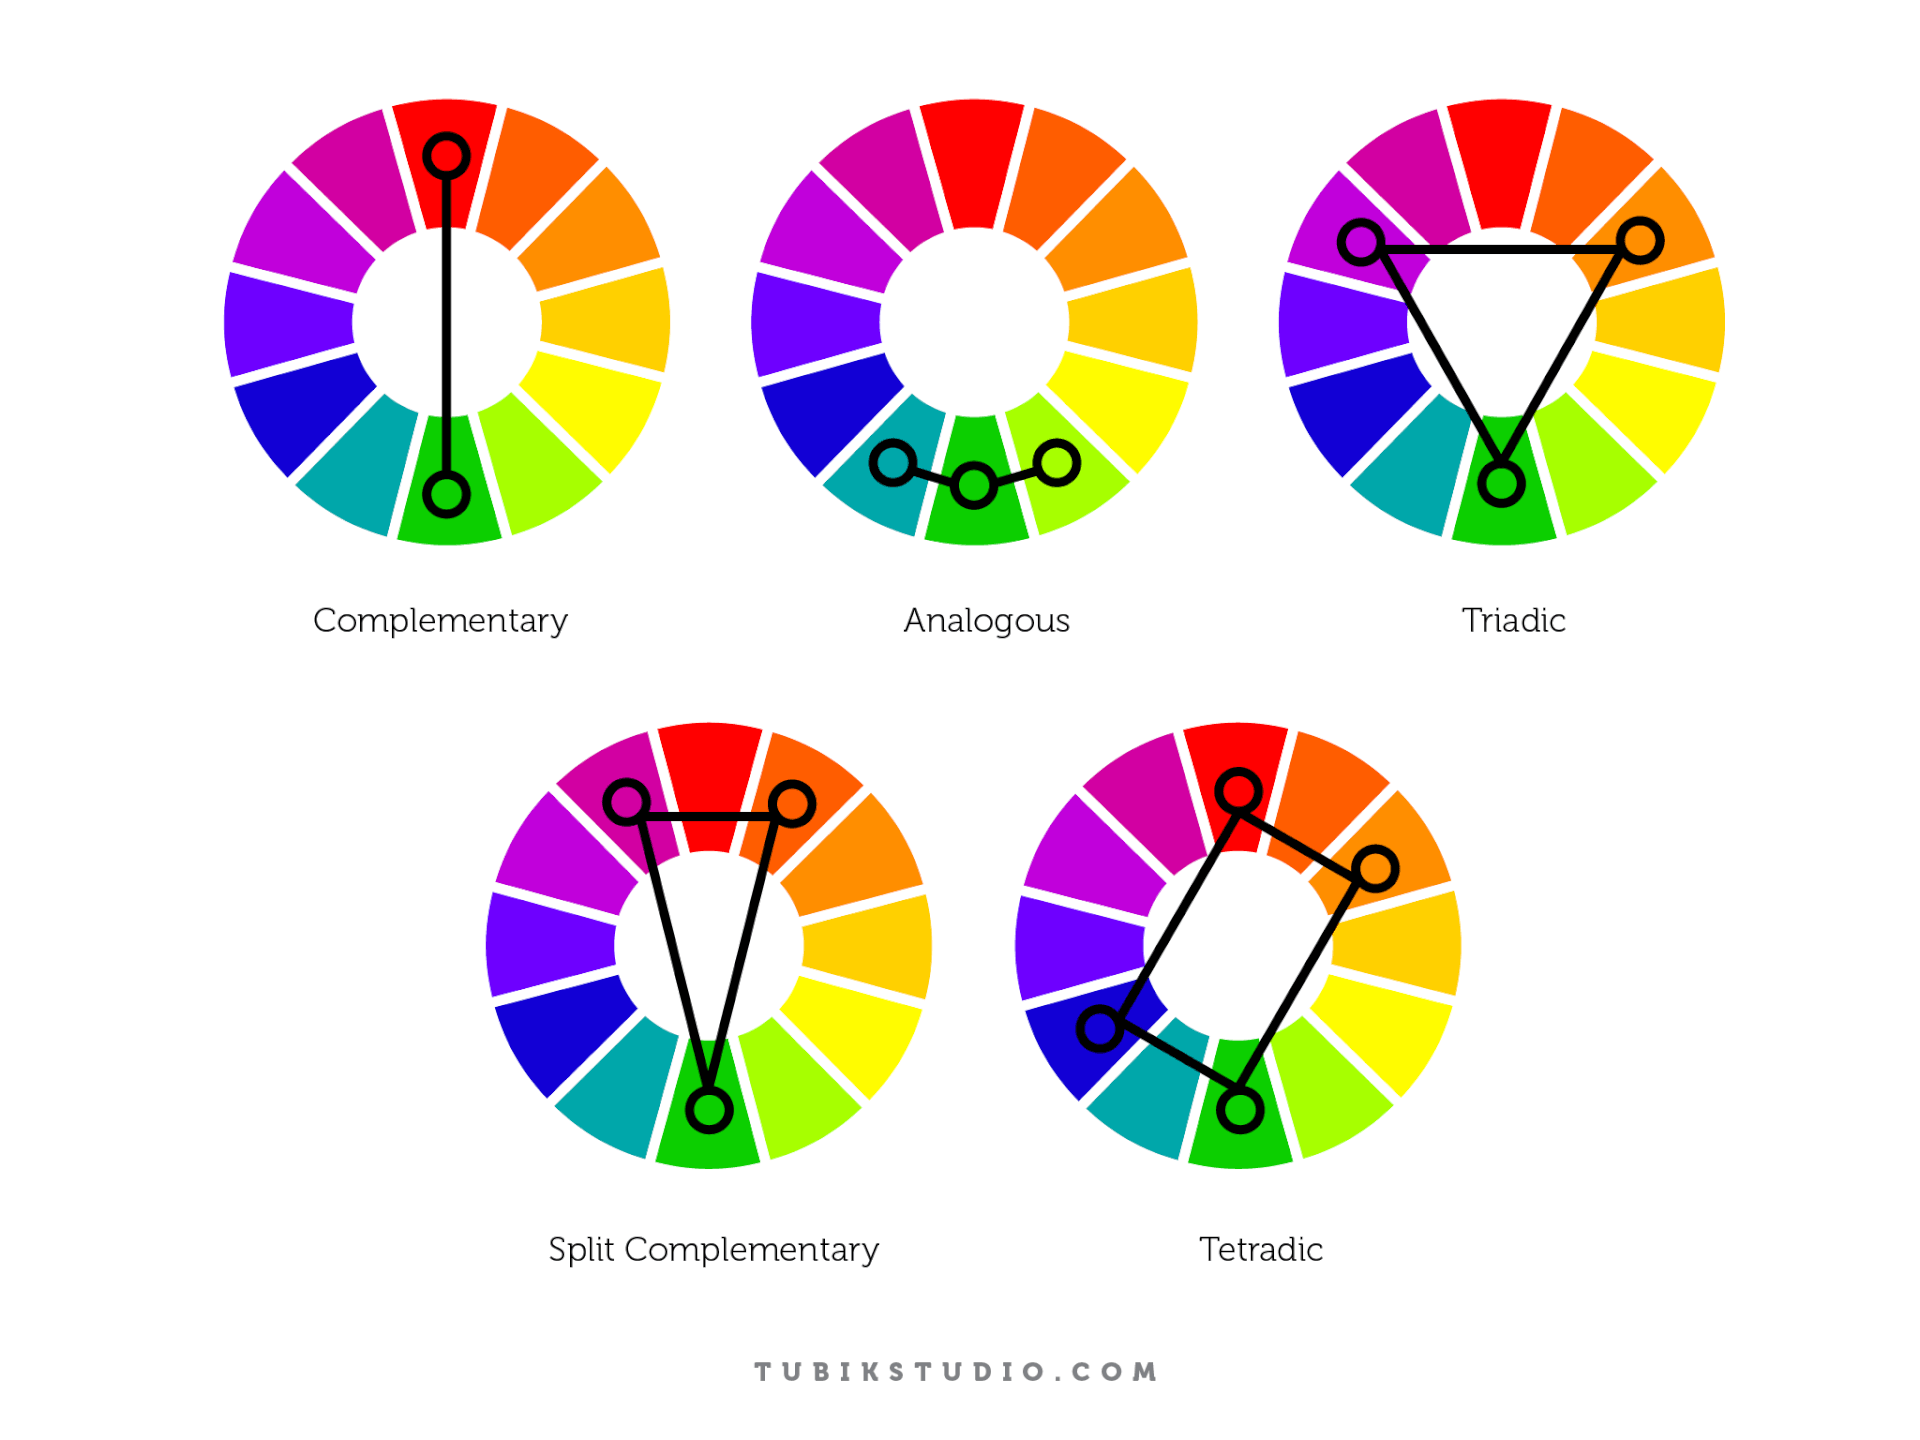 Complementary
Analogous
Triadic
Split Complementary
Tetradic
TUBIKSTUDIO.COM